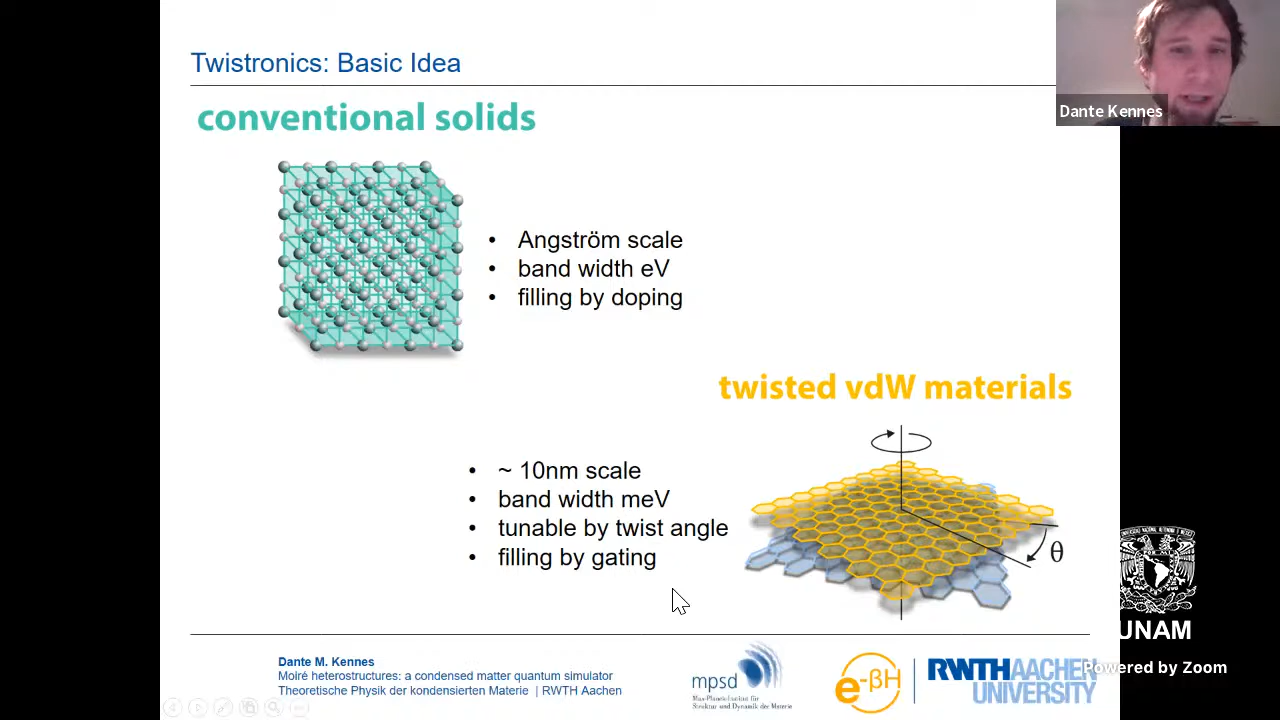 Twistronics: Basic Idea
conventional solids
Dante Kennes
• Angström scale
• band width eV
• filling by doping
twisted vdW materials
• ~ 10nm scale
• band width meV
• tunable by twist angle
• filling by gating
θ
UNAM
Dante M. Kennes
Moiré heterostructures: a condensed matter quantum simulator
Theoretische Physik der kondensierten Materie | RWTH Aachen
mpsd
Max-Planck-Institut für
Struktur und Dynamik der Materie
e-βH
RWTH AACHEN
UNIVERSITY
Powered by Zoom